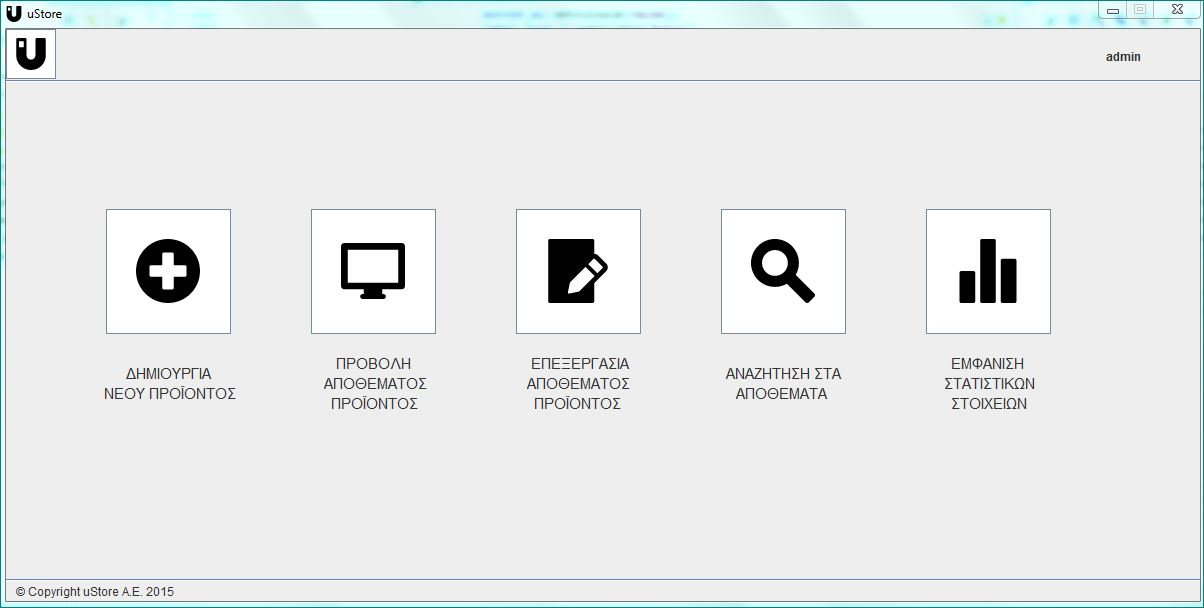 uStore
admin
ΔΗΜΙΟΥΡΓΙΑ
ΝΕΟΥ ΠΡΟΪΟΝΤΟΣ
ΠΡΟΒΟΛΗ
ΑΠΟΘΕΜΑΤΟΣ
ΠΡΟΪΟΝΤΟΣ
ΕΠΕΞΕΡΓΑΣΙΑ
ΑΠΟΘΕΜΑΤΟΣ
ΠΡΟΪΟΝΤΟΣ
ΑΝΑΖΗΤΗΣΗ ΣΤΑ
ΑΠΟΘΕΜΑΤΑ
ΕΜΦΑΝΙΣΗ
ΣΤΑΤΙΣΤΙΚΩΝ
ΣΤΟΙΧΕΙΩΝ
© Copyright uStore A.E. 2015